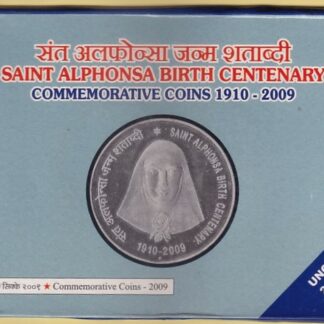 संत अलफोन्सा जन्म शताब्दी
SAINT ALPHONSA BIRTH CENTENARY
COMMEMORATIVE COINS 1910 - 2009
संत अलफोन्सा जन्म शताब्दी • SAINT ALPHONSA BIRTH CENTENARY •
1910-2009
सिक्के २००९ ★ Commemorative Coins - 2009